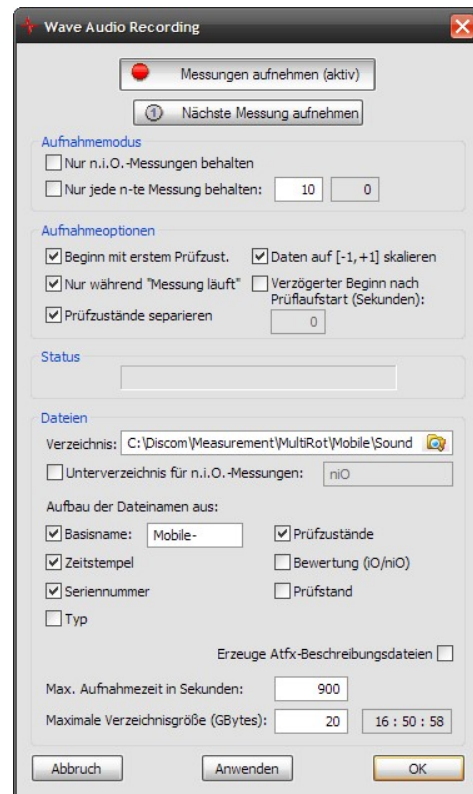 Wave Audio Recording
Messungen aufnehmen (aktiv)
1 Nächste Messung aufnehmen
Aufnahmemodus
Nur n.i.O.-Messungen behalten
Nur jede n-te Messung behalten: 10 0
Aufnahmeoptionen
Beginn mit erstem Prüfzust.
Daten auf [-1,+1] skalieren
Nur während "Messung läuft"
Verzögerter Beginn nach
Prüflaufstart (Sekunden):
Prüfzustände separieren
0
Status
Dateien
Verzeichnis: C:\Discom\Measurement\MultiRot\Mobile\Sound
Unterverzeichnis für n.i.O.-Messungen: niO
Aufbau der Dateinamen aus:
Basisname: Mobile-
Prüfzustände
Zeitstempel
Bewertung (iO/niO)
Seriennummer
Prüfstand
Typ
Erzeuge Atfx-Beschreibungsdateien
Max. Aufnahmezeit in Sekunden: 900
Maximale Verzeichnisgröße (GBytes): 20 16 : 50 : 58
Abbruch Anwenden OK